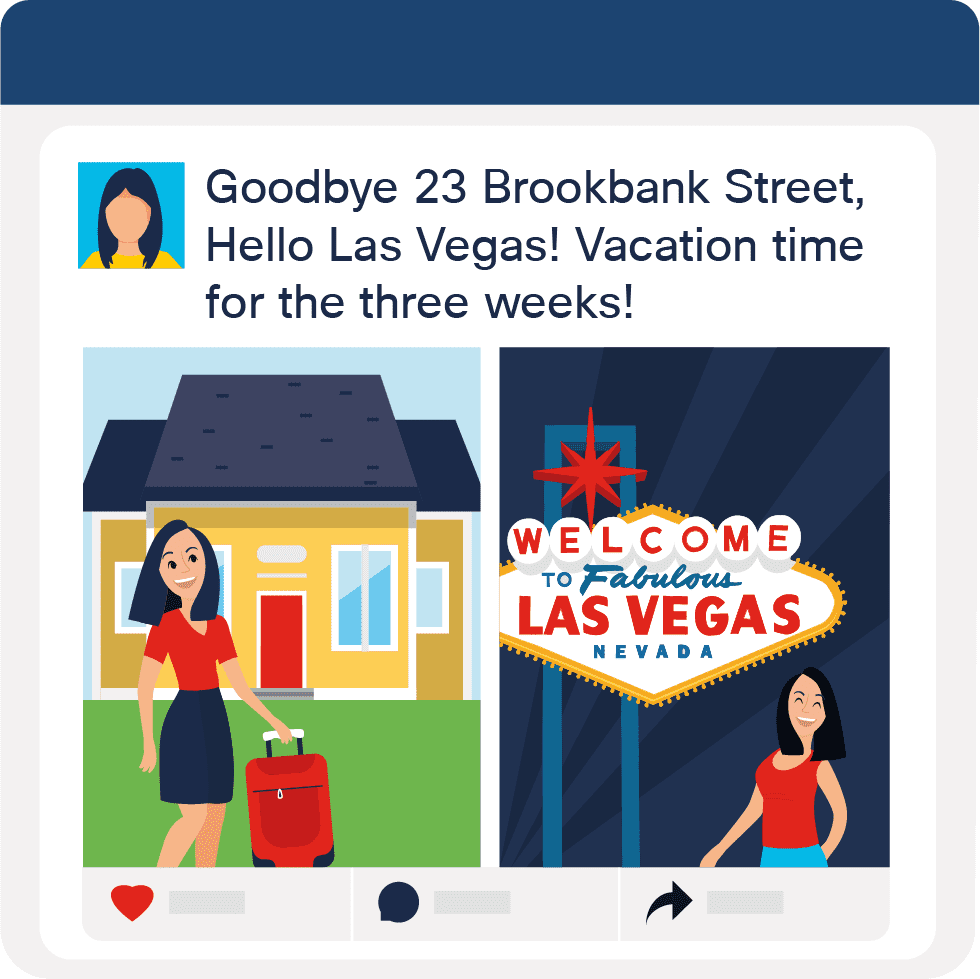 Goodbye 23 Brookbank Street,
Hello Las Vegas! Vacation time
for the three weeks!
WELCOME
TO Fabulous
LAS VEGAS
NEVADA